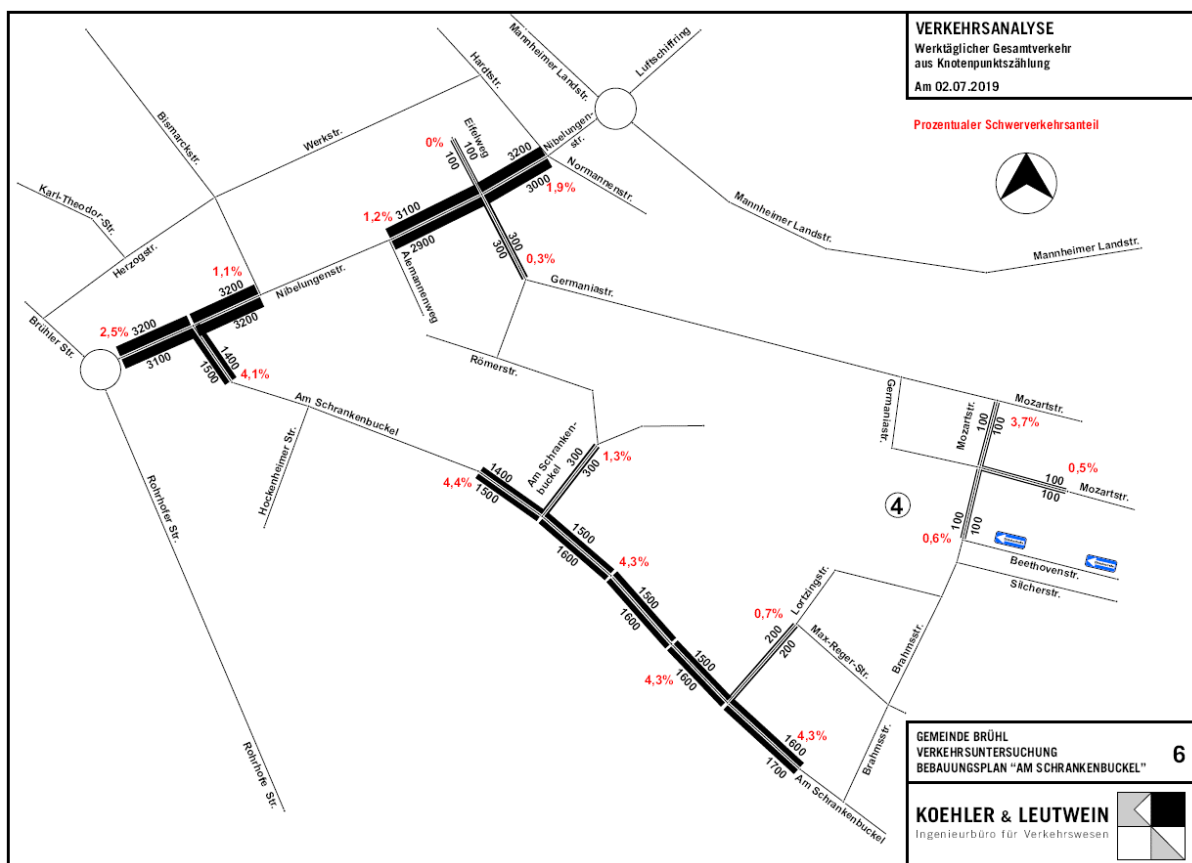 VERKEHRSANALYSE
Werktäglicher Gesamtverkehr
aus Knotenpunktszählung
Am 02.07.2019
Prozentualer Schwerverkehrsanteil
Mannheimer Landstr.
Luftschiffring
Hardtstr.
Bismarckstr.
Werkstr.
Eifelweg
0%
100
100
Nibelungen-
str.
3200
3000
1,9%
Normannenstr.
Karl-Theodor-Str.
Herzogstr.
1,2%
3100
2900
300
300
0,3%
Alemannenweg
Mannheimer Landstr.
Mannheimer Landstr.
1,1%
3200
3200
Nibelungenstr.
Germaniastr.
Brühler Str.
2,5%
3200
3100
1400
1500
4,1%
Römerstr.
Am Schrankenbuckel
Hockenheimer Str.
Germaniastr.
Mozartstr.
Mozartstr.
100
100
3,7%
Am Schranken-
buckel
300
300
1,3%
4,4%
1400
1500
0,5%
100
100
Mozartstr.
Rohrhofer Str.
4
1500
1600
4,3%
0,6%
100
100
Beethovenstr.
Silcherstr.
1500
1600
0,7%
Lortzingstr.
200
200
Max-Reger-Str.
Brahmsstr.
4,3%
1500
1600
4,3%
1600
1700
Am Schrankenbuckel
Brahmsstr.
Rohrhofe Str.
GEMEINDE BRÜHL
VERKEHRSUNTERSUCHUNG
BEBAUUNGSPLAN “AM SCHRANKENBUCKEL”
6
KOEHLER & LEUTWEIN
Ingenieurbüro für Verkehrswesen